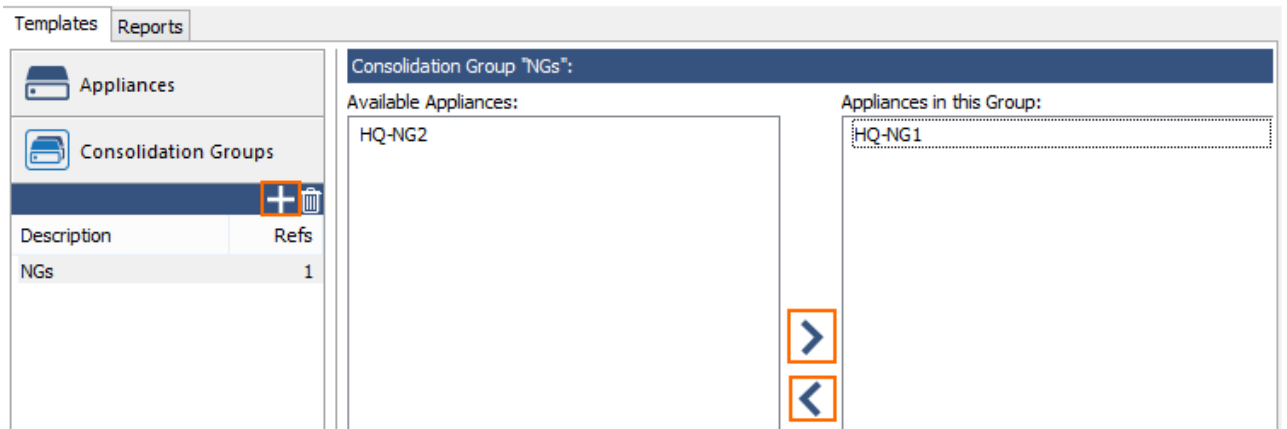 Templates Reports
Appliances
Consolidation Groups
Description Refs
NGs 1
Consolidation Group "NGs":
Available Appliances:
HQ-NG2
Appliances in this Group:
HQ-NG1